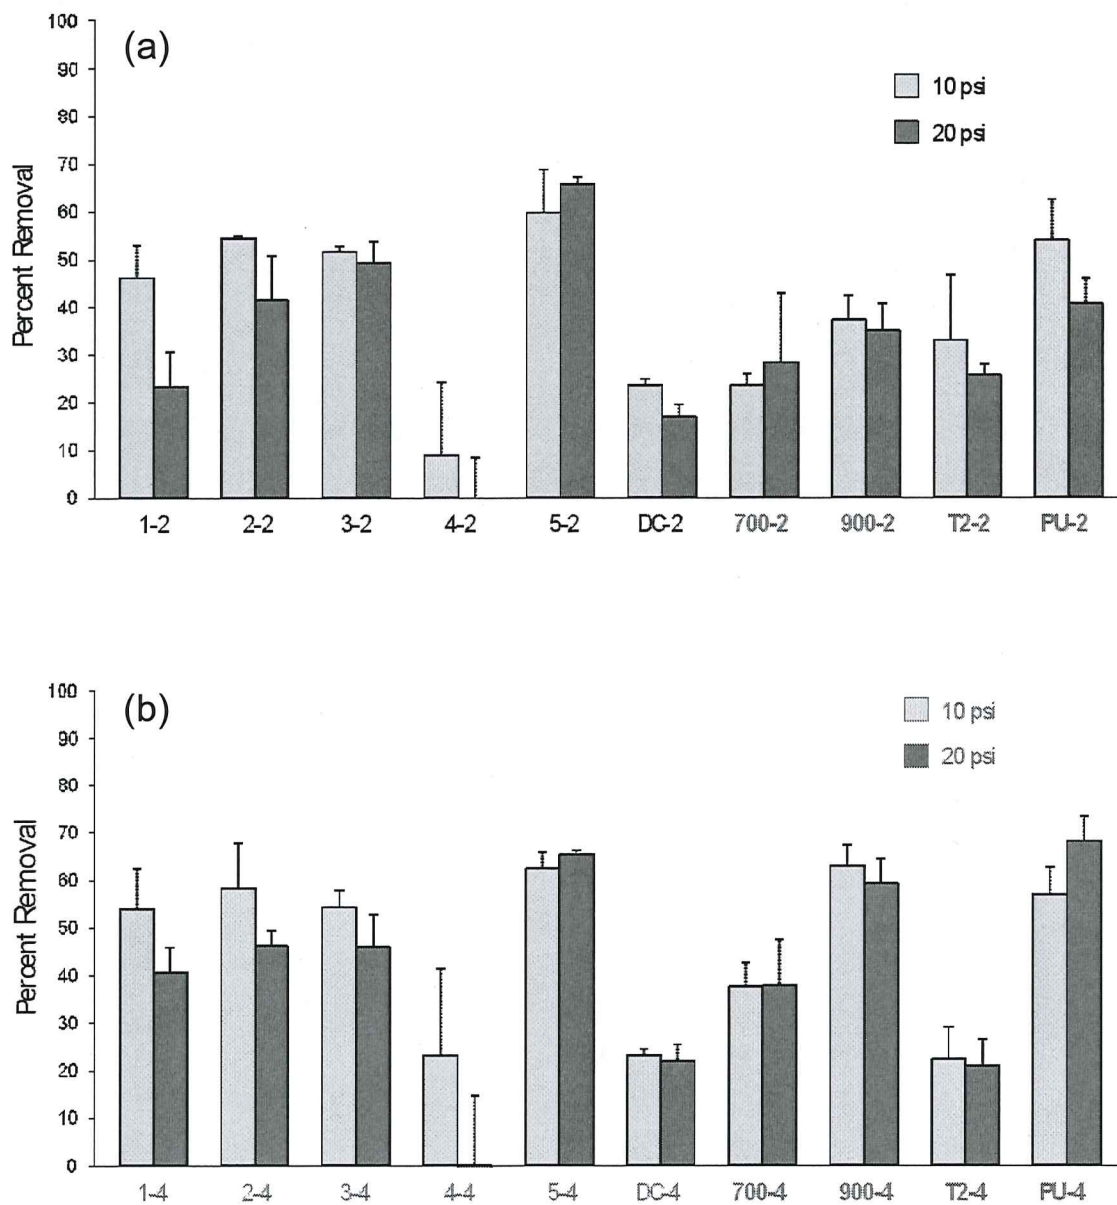 (a)
100
90
80
70
60
50
40
30
20
10
0
Percent Removal
10 psi
20 psi
1-2 2-2 3-2 4-2 5-2 DC-2 700-2 900-2 T2-2 PU-2
(b)
100
90
80
70
60
50
40
30
20
10
0
Percent Removal
10 psi
20 psi
1-4 2-4 3-4 4-4 5-4 DC-4 700-4 900-4 T2-4 PU-4